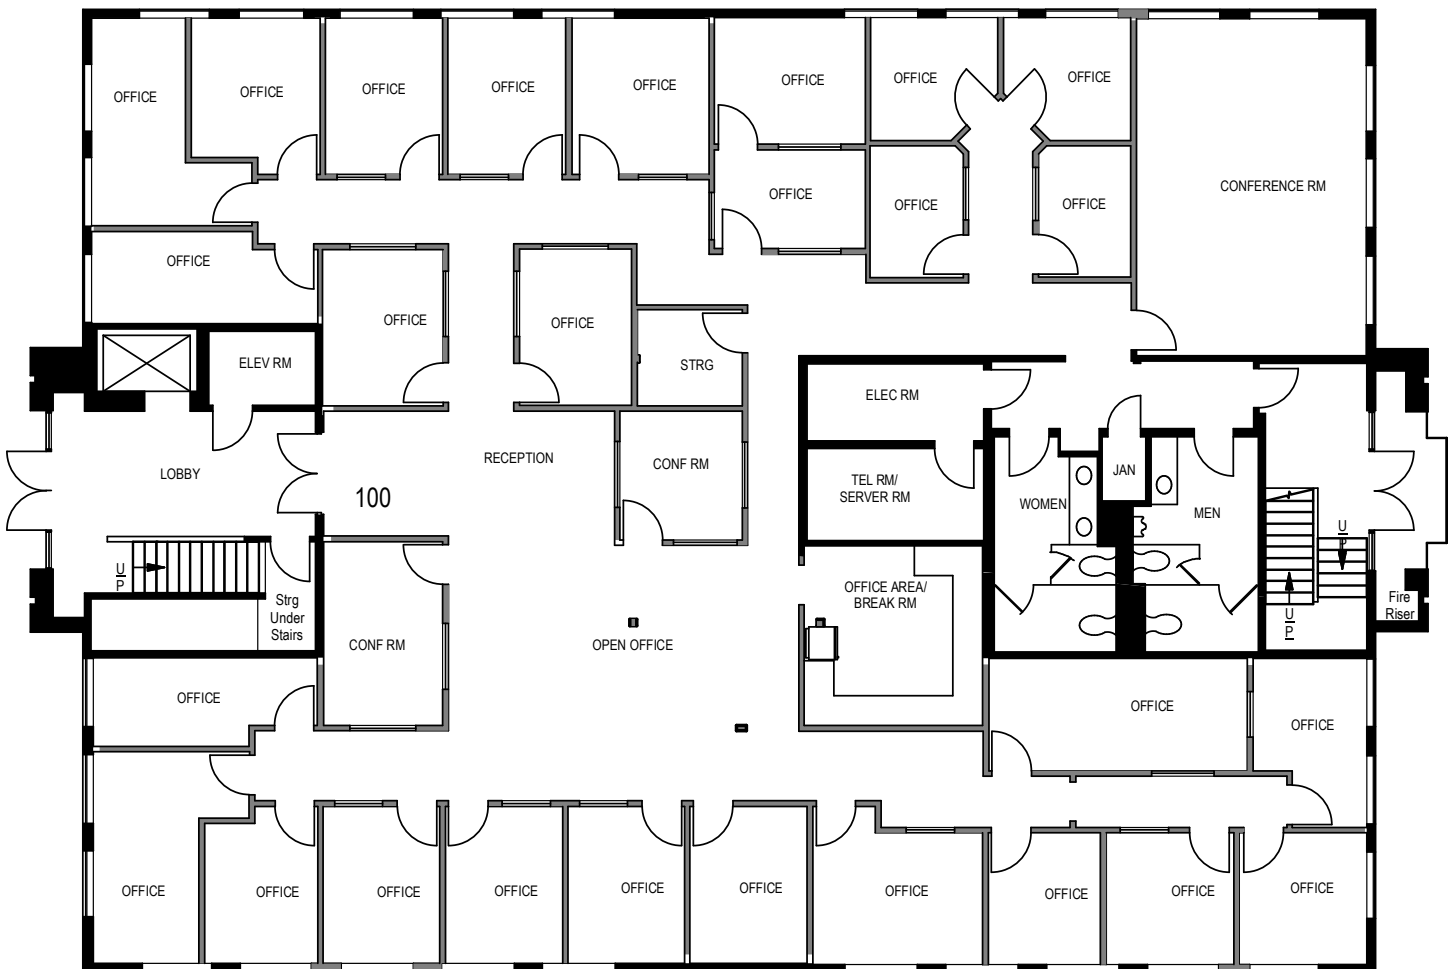 OFFICE
OFFICE
OFFICE
OFFICE
OFFICE
OFFICE
OFFICE
OFFICE
CONFERENCE RM
OFFICE
OFFICE
OFFICE
OFFICE
OFFICE
OFFICE
ELEV RM
STRG
ELEC RM
LOBBY
100
RECEPTION
CONF RM
TEL RM/
SERVER RM
JAN
WOMEN
MEN
UP
UP
UP
Strg
Under
Stairs
CONF RM
OPEN OFFICE
OFFICE AREA/
BREAK RM
Fire
Riser
OFFICE
OFFICE
OFFICE
OFFICE
OFFICE
OFFICE
OFFICE
OFFICE
OFFICE
OFFICE
OFFICE
OFFICE
OFFICE